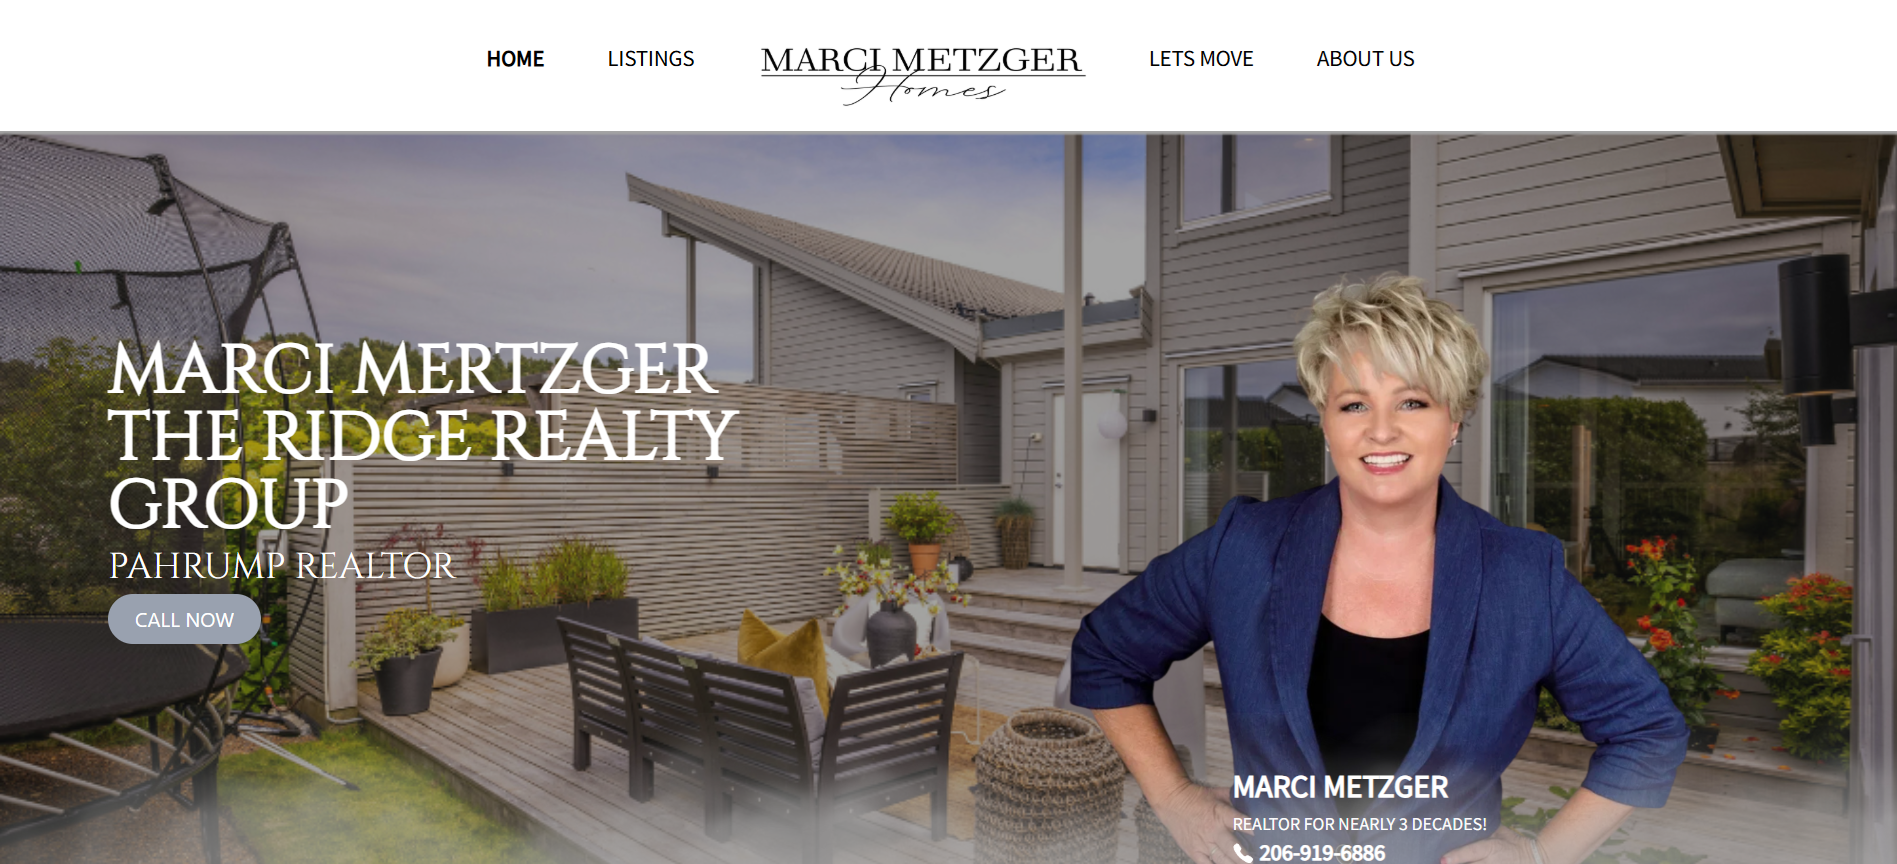 HOME
LISTINGS
MARCI METZGER
Homes
LETS MOVE
ABOUT US
MARCI MERTZGER
THE RIDGE REALTY
GROUP
PAHRUMP REALTOR
CALL NOW
MARCI METZGER
REALTOR FOR NEARLY 3 DECADES!
206-919-6886